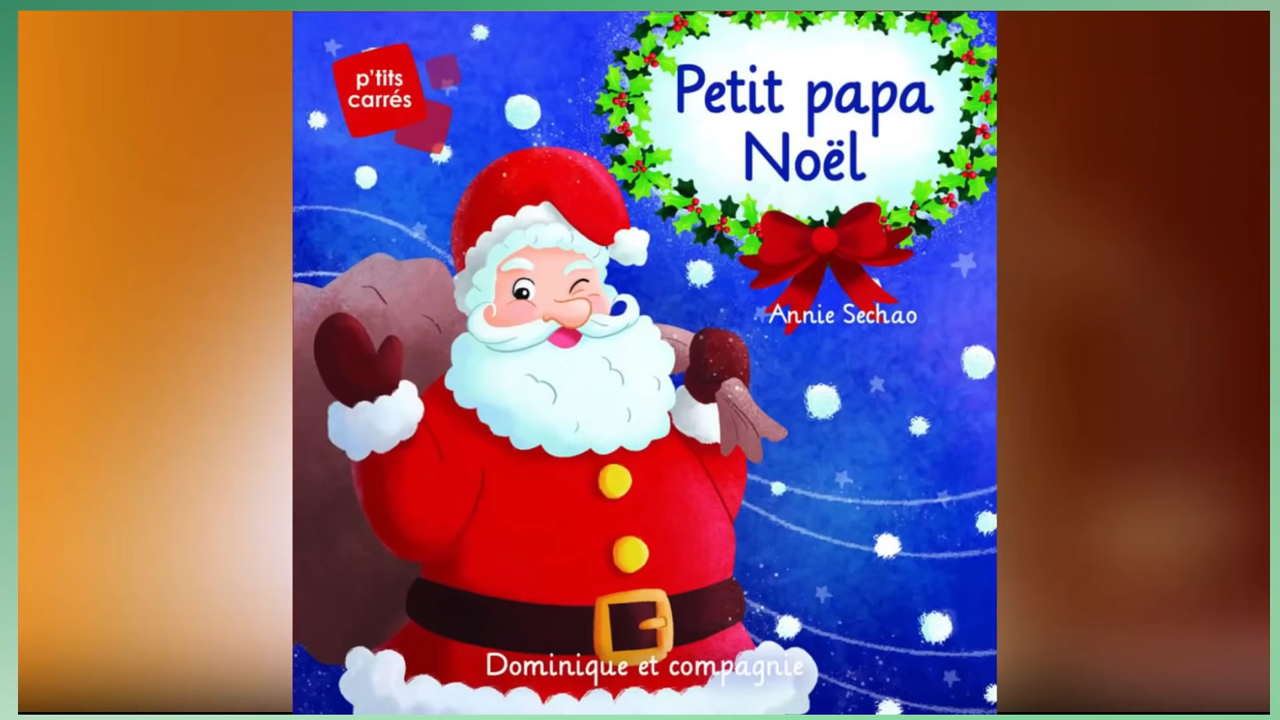 p'tits
carrés
Petit papa
Noël
Annie Sechao
Dominique et compagnie